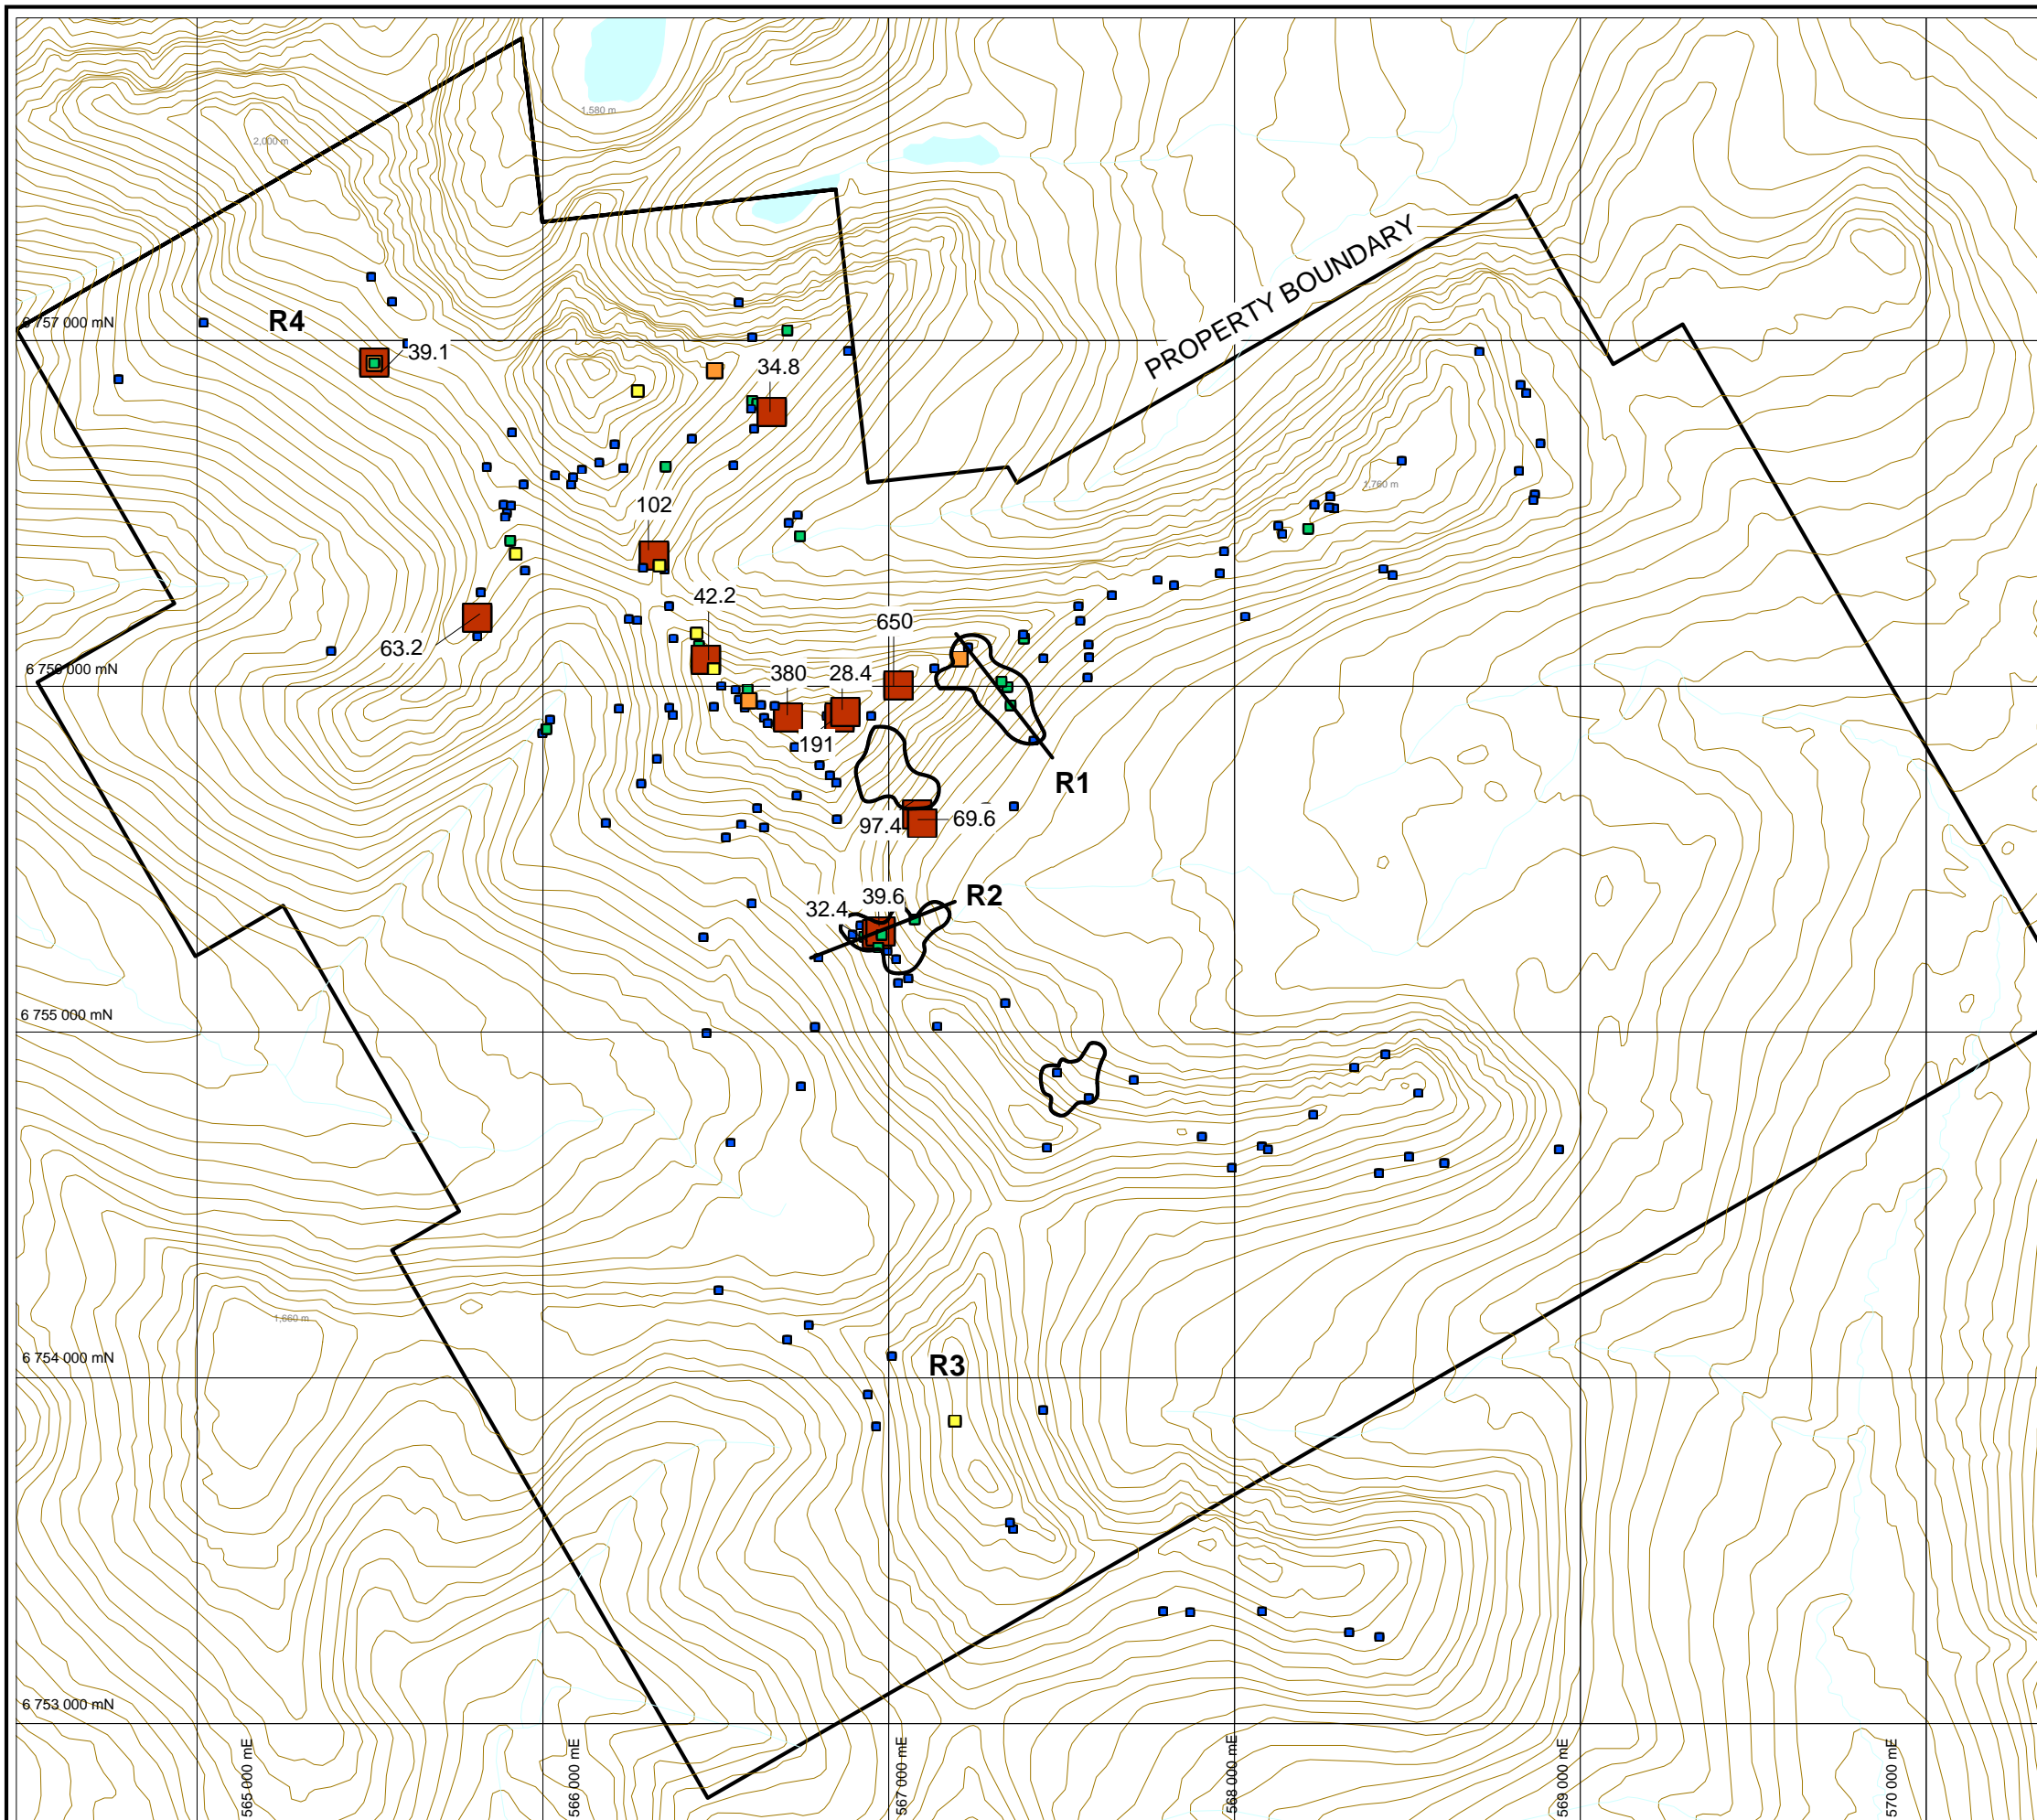 1,580 m
2,000 m
PROPERTY BOUNDARY
R4
6 757 000 mN
39.1
34.8
1,760 m
102
42.2
650
63.2
6 756 000 mN
380
28.4
191
R1
97.4
69.6
39.6
R2
32.4
6 755 000 mN
1,660 m
6 754 000 mN
R3
6 753 000 mN
565 000 mE
566 000 mE
567 000 mE
568 000 mE
569 000 mE
570 000 mE